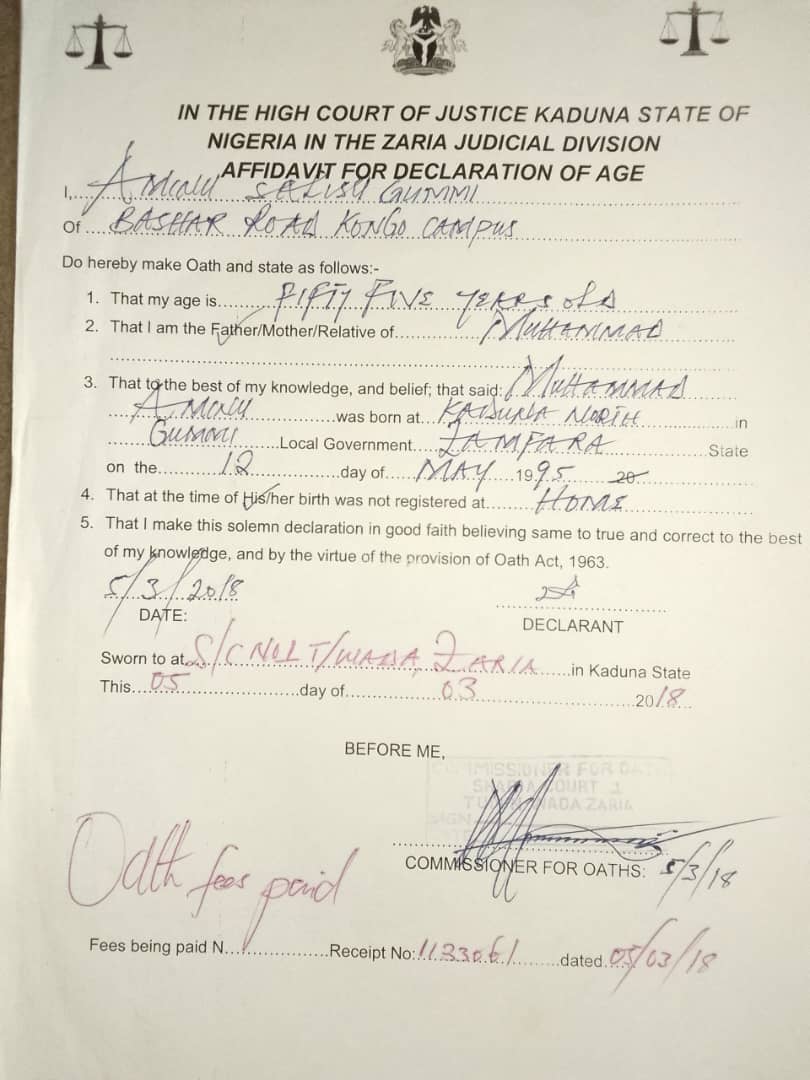 IN THE HIGH COURT OF JUSTICE KADUNA STATE OF
NIGERIA IN THE ZARIA JUDICIAL DIVISION
AFFIDAVIT FOR DECLARATION OF AGE
I,....AMINU SALISU GUMMI
Of....BASHAR ROAD KONGO CAMPUS
Do hereby make Oath and state as follows:-
1. That my age is........FIFTY FIVE YEARS OLD
2. That I am the Father/Mother/Relative of..........MUHAMMAD
3. That to the best of my knowledge, and belief; that said: MUHAMMAD
AMINU..........was born at...KADUNA NORTH..........in
GUMMI......Local Government....ZAMFARA..........State
on the.......12..........day of......MAY 1995 20
4. That at the time of His/her birth was not registered at........HOME
5. That I make this solemn declaration in good faith believing same to true and correct to the best
of my knowledge, and by the virtue of the provision of Oath Act, 1963.
5/3/2018
DATE:
DECLARANT
Sworn to at..S/C NO1 T/WADA, ZARIA......in Kaduna State
This...05..........day of..........03..........2018
BEFORE ME,
COMMISSIONER FOR OATHS: 5/3/18
COMMISSIONER FOR OA
SHARIA COURT 1
WADA ZARIA
Oath fees paid
Fees being paid N..........Receipt No:1133061........dated.05/03/18